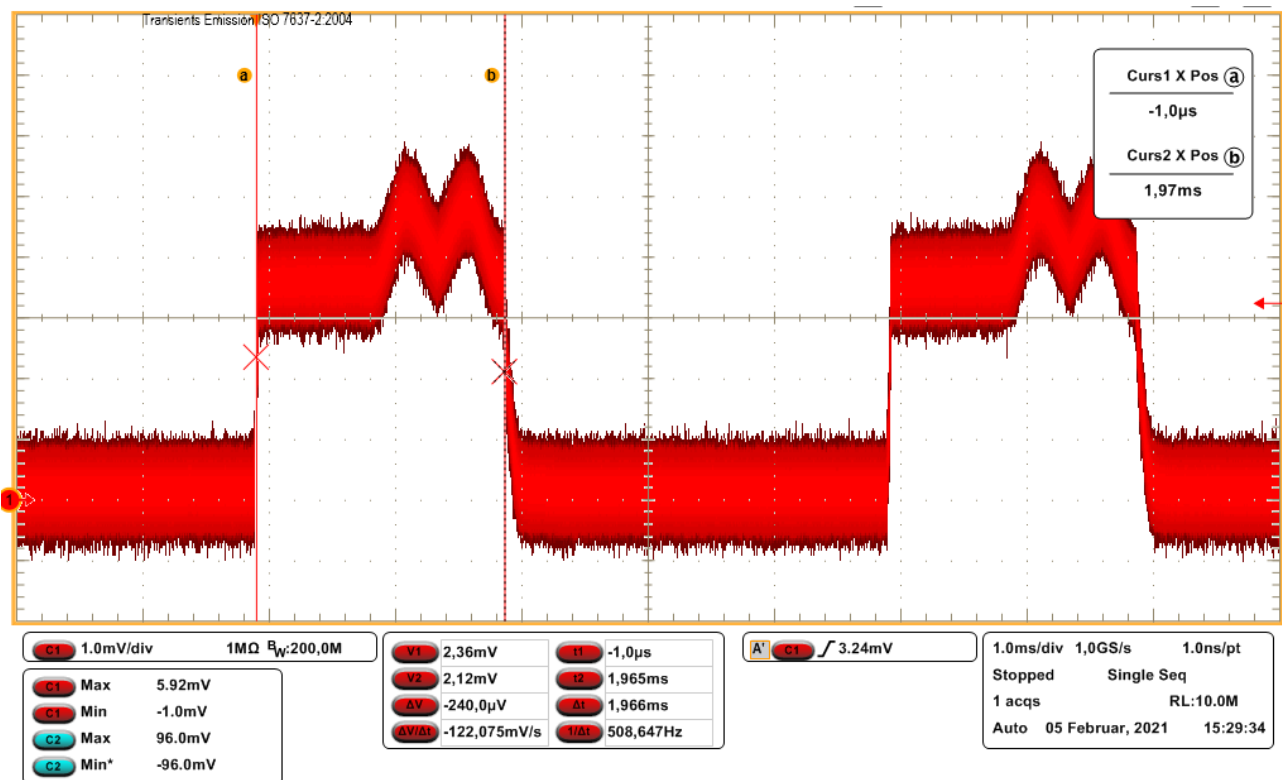 Transients Emissión ISO 7637-2:2004
a
b
Curs1 X Pos a
-1,0µs
Curs2 X Pos b
1,97ms
1
C1 1.0mV/div 1MΩ BW:200,0M
C1 Max 5.92mV
C1 Min -1.0mV
C2 Max 96.0mV
C2 Min* -96.0mV
V1 2,36mV t1 -1,0µs
V2 2,12mV t2 1,965ms
ΔV -240,0µV Δt 1,966ms
ΔV/Δt -122,075mV/s 1/Δt 508,647Hz
A' C1 3.24mV
1.0ms/div 1,0GS/s 1.0ns/pt
Stopped Single Seq
1 acqs RL:10.0M
Auto 05 Februar, 2021 15:29:34